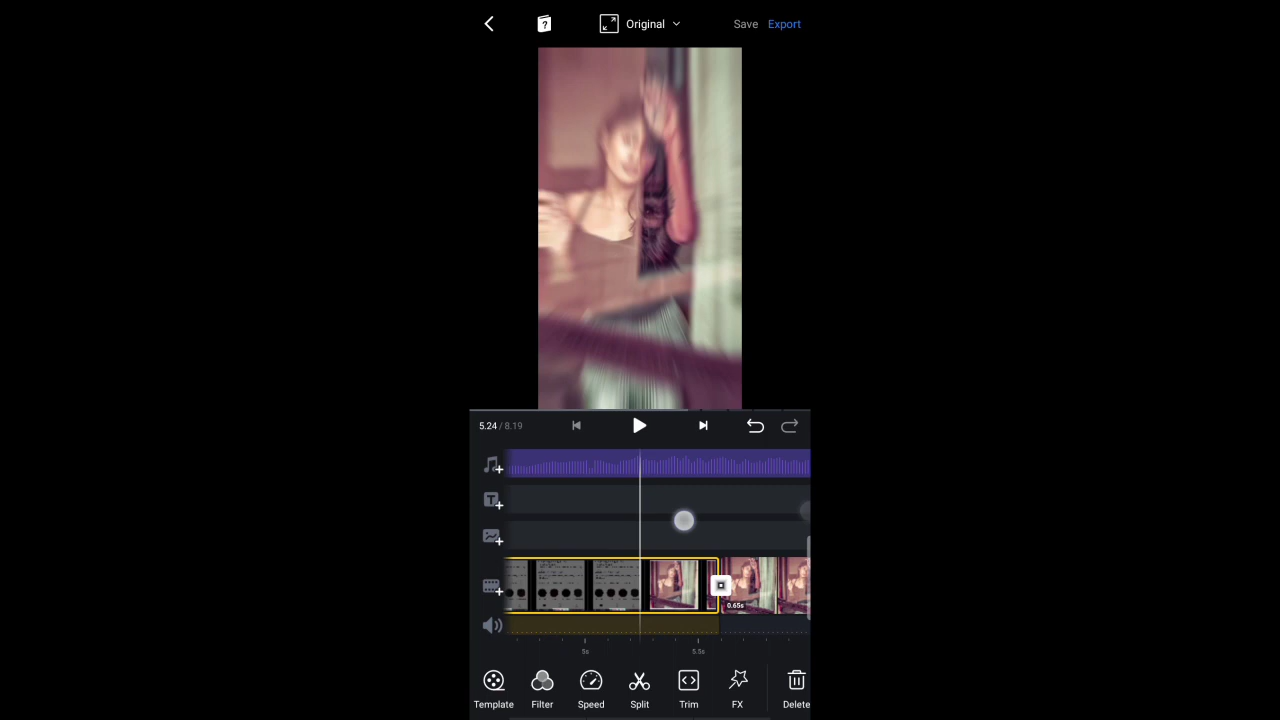 Original Save Export
5.24 / 8.19
0.65s
5s 5.5s
Template Filter Speed Split Trim FX Delete